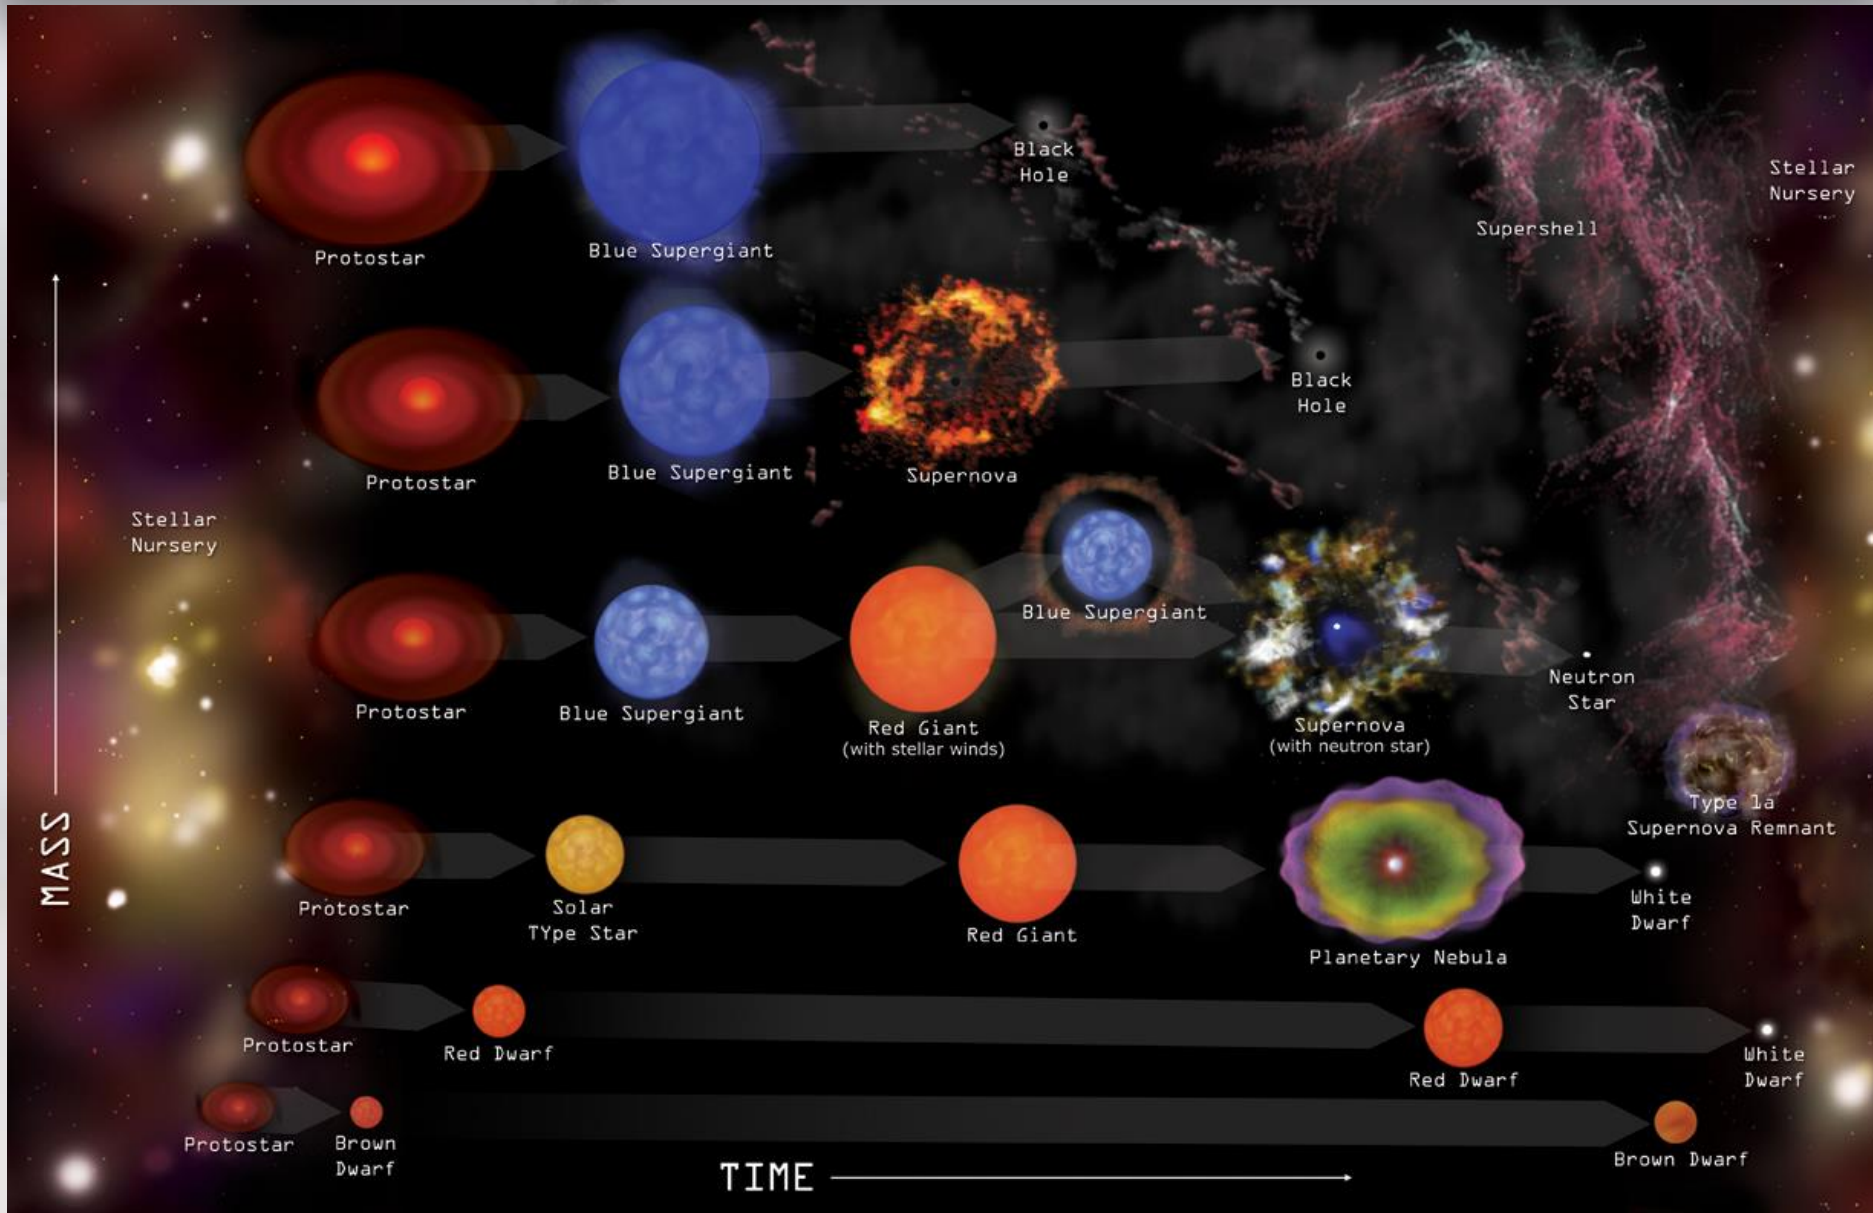 Protostar
Blue Supergiant
Black
Hole
Supershell
Stellar
Nursery
Protostar
Blue Supergiant
Supernova
Black
Hole
Stellar
Nursery
Protostar
Blue Supergiant
Red Giant
(with stellar winds)
Blue Supergiant
Supernova
(with neutron star)
Neutron
Star
Type 1a
Supernova Remnant
MASS
Protostar
Solar
TYpe Star
Red Giant
Planetary Nebula
White
Dwarf
Protostar
Red Dwarf
Red Dwarf
White
Dwarf
Protostar
Brown
Dwarf
Brown Dwarf
TIME